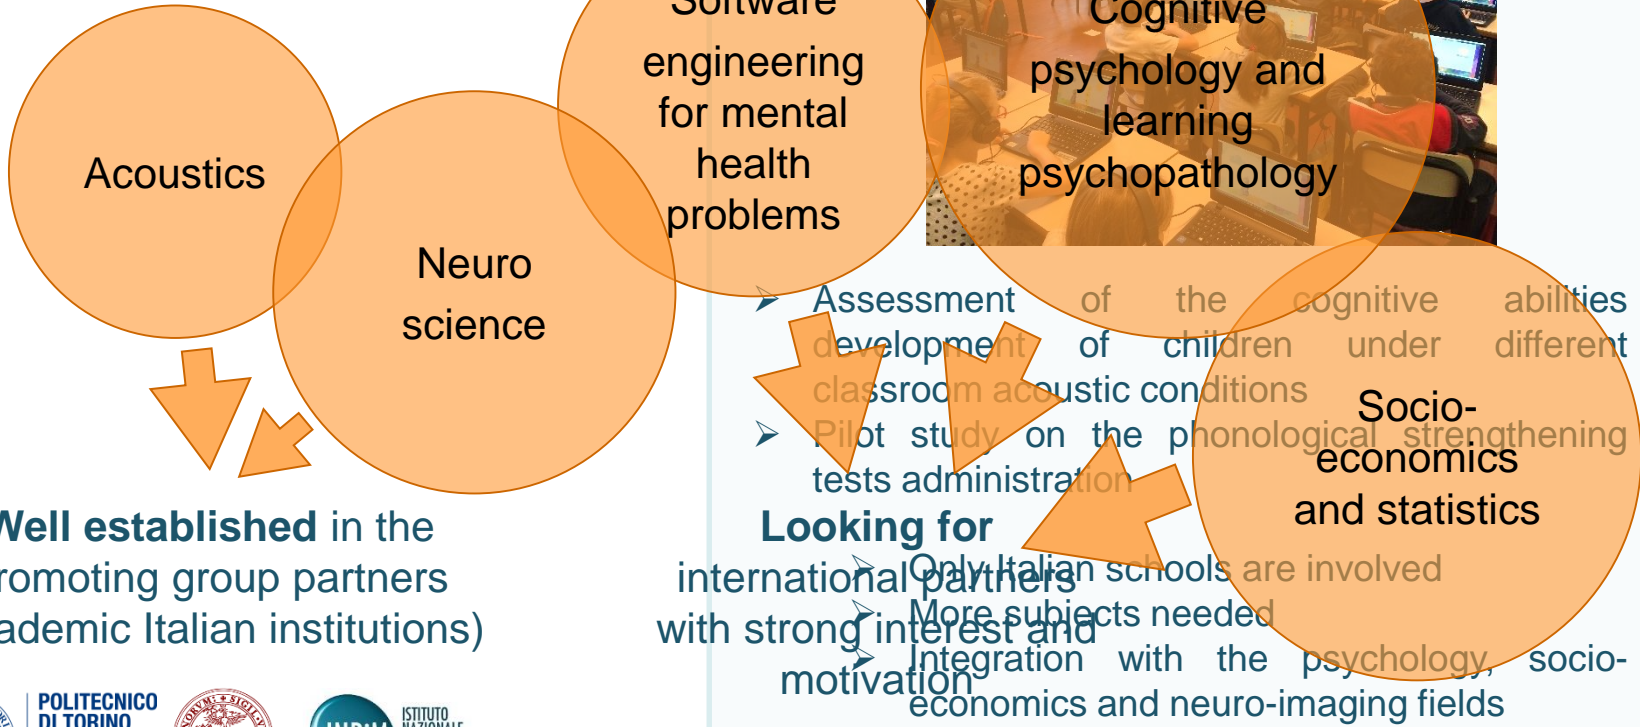 Acoustics
Neuro
science
Software
engineering
for mental
health
problems
Cognitive
psychology and
learning
psychopathology
Socio-
economics
and statistics
➢ Assessment of the cognitive abilities
development of children under different
classroom acoustic conditions
➢ Pilot study on the phonological strengthening
tests administration
➢ Only Italian schools are involved
➢ More subjects needed
➢ Integration with the psychology, socio-
economics and neuro-imaging fields
Well established in the
romoting group partners
ademic Italian institutions)
Looking for
international partners
with strong interest and
motivation
POLITECNICO
DI TORINO
ISTITUTO